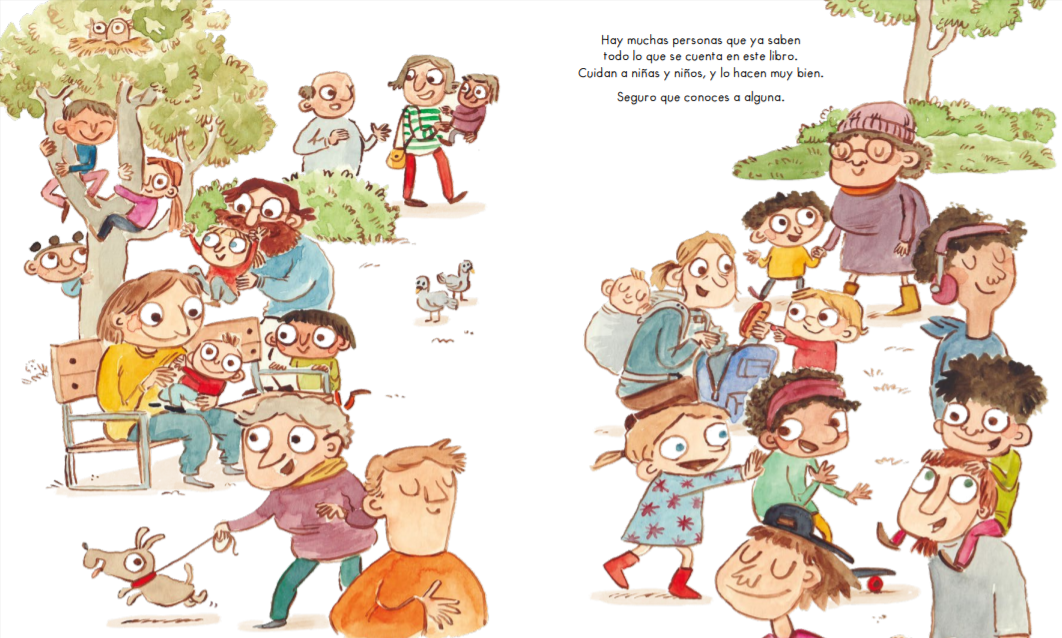 Hay muchas personas que ya saben
todo lo que se cuenta en este libro.
Cuidan a niñas y niños, y lo hacen muy bien.
Seguro que conoces a alguna.